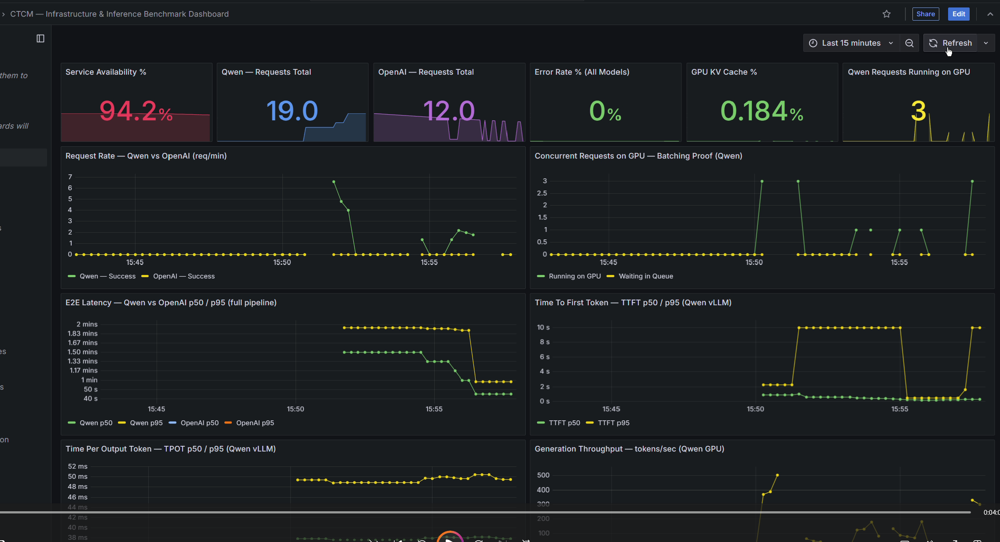 CTCM — Infrastructure & Inference Benchmark Dashboard
Share
Edit
Last 15 minutes
Refresh
them to
ards will
s
es
s
on
Service Availability %
94.2%
Qwen — Requests Total
19.0
OpenAI — Requests Total
12.0
Error Rate % (All Models)
0%
GPU KV Cache %
0.184%
Qwen Requests Running on GPU
3
Request Rate — Qwen vs OpenAI (req/min)
7
6
5
4
3
2
1
0
15:45
15:50
15:55
Qwen — Success
OpenAI — Success
Concurrent Requests on GPU — Batching Proof (Qwen)
3
2.5
2
1.5
1
0.5
0
15:45
15:50
15:55
Running on GPU
Waiting in Queue
E2E Latency — Qwen vs OpenAI p50 / p95 (full pipeline)
2 mins
1.83 mins
1.67 mins
1.50 mins
1.33 mins
1.17 mins
1 min
50 s
40 s
15:45
15:50
15:55
Qwen p50
Qwen p95
OpenAI p50
OpenAI p95
Time To First Token — TTFT p50 / p95 (Qwen vLLM)
10 s
8 s
6 s
4 s
2 s
0 s
15:45
15:50
15:55
TTFT p50
TTFT p95
Time Per Output Token — TPOT p50 / p95 (Qwen vLLM)
52 ms
50 ms
48 ms
46 ms
44 ms
42 ms
40 ms
38 ms
Generation Throughput — tokens/sec (Qwen GPU)
500
400
300
200
100
0:04:0